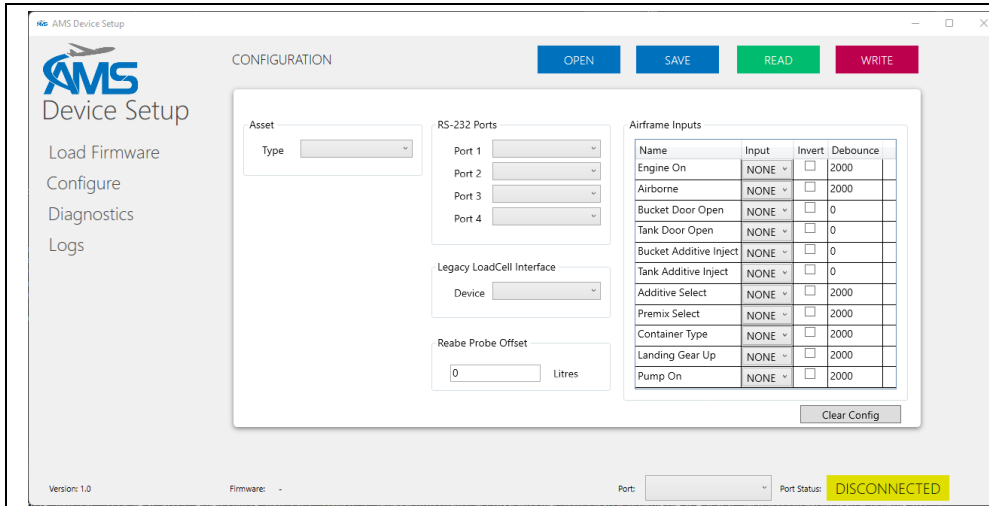 AMS AMS Device Setup
AMS
Device Setup
Load Firmware
Configure
Diagnostics
Logs
CONFIGURATION
OPEN SAVE READ WRITE
Asset
Type
RS-232 Ports
Port 1
Port 2
Port 3
Port 4
Legacy LoadCell Interface
Device
Reabe Probe Offset
0 Litres
Airframe Inputs
Name Input Invert Debounce
Engine On NONE 2000
Airborne NONE 2000
Bucket Door Open NONE 0
Tank Door Open NONE 0
Bucket Additive Inject NONE 0
Tank Additive Inject NONE 0
Additive Select NONE 2000
Premix Select NONE 2000
Container Type NONE 2000
Landing Gear Up NONE 2000
Pump On NONE 2000
Clear Config
Version: 1.0 Firmware: - Port: Port Status: DISCONNECTED